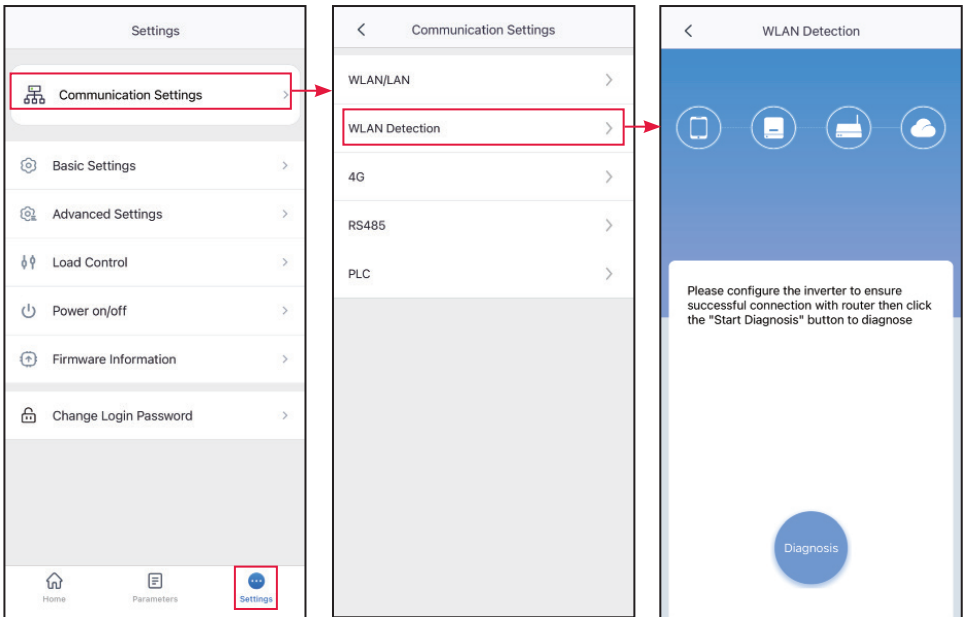 Settings
Communication Settings
Basic Settings
Advanced Settings
Load Control
Power on/off
Firmware Information
Change Login Password
Home
Parameters
Settings
Communication Settings
WLAN/LAN
WLAN Detection
4G
RS485
PLC
WLAN Detection
Please configure the inverter to ensure
successful connection with router then click
the "Start Diagnosis" button to diagnose
Diagnosis